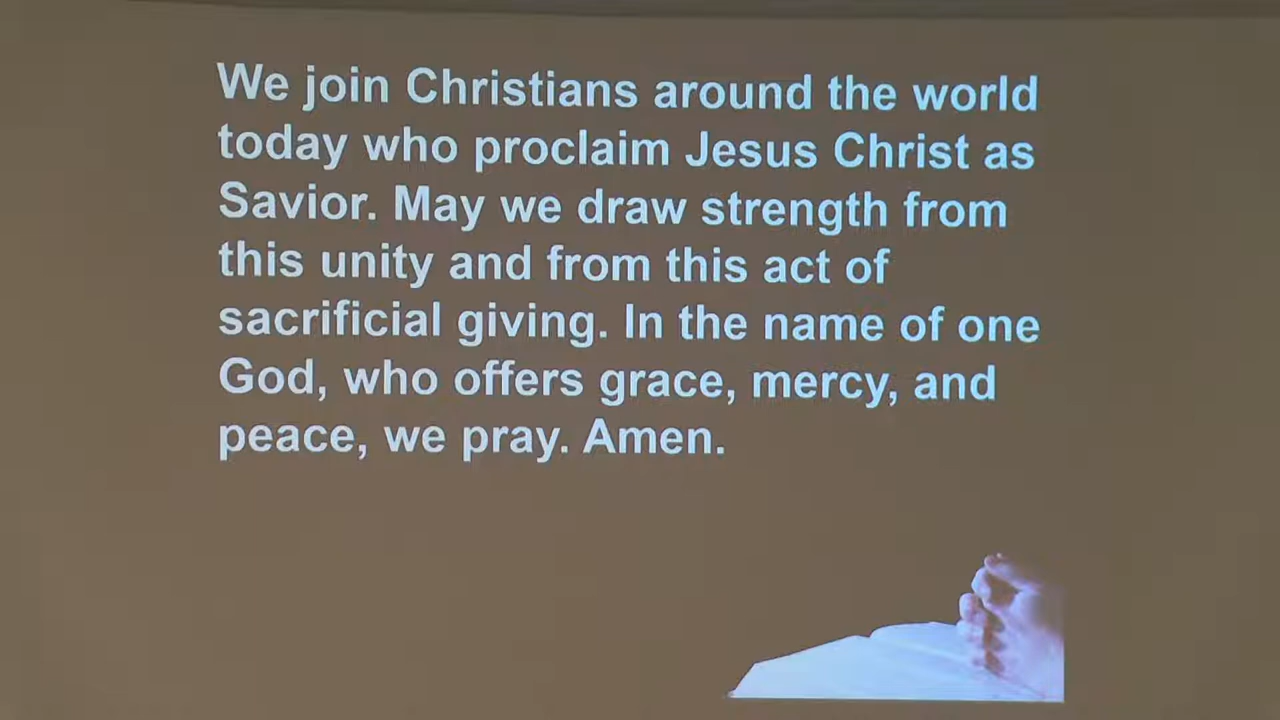 We join Christians around the world
today who proclaim Jesus Christ as
Savior. May we draw strength from
this unity and from this act of
sacrificial giving. In the name of one
God, who offers grace, mercy, and
peace, we pray. Amen.